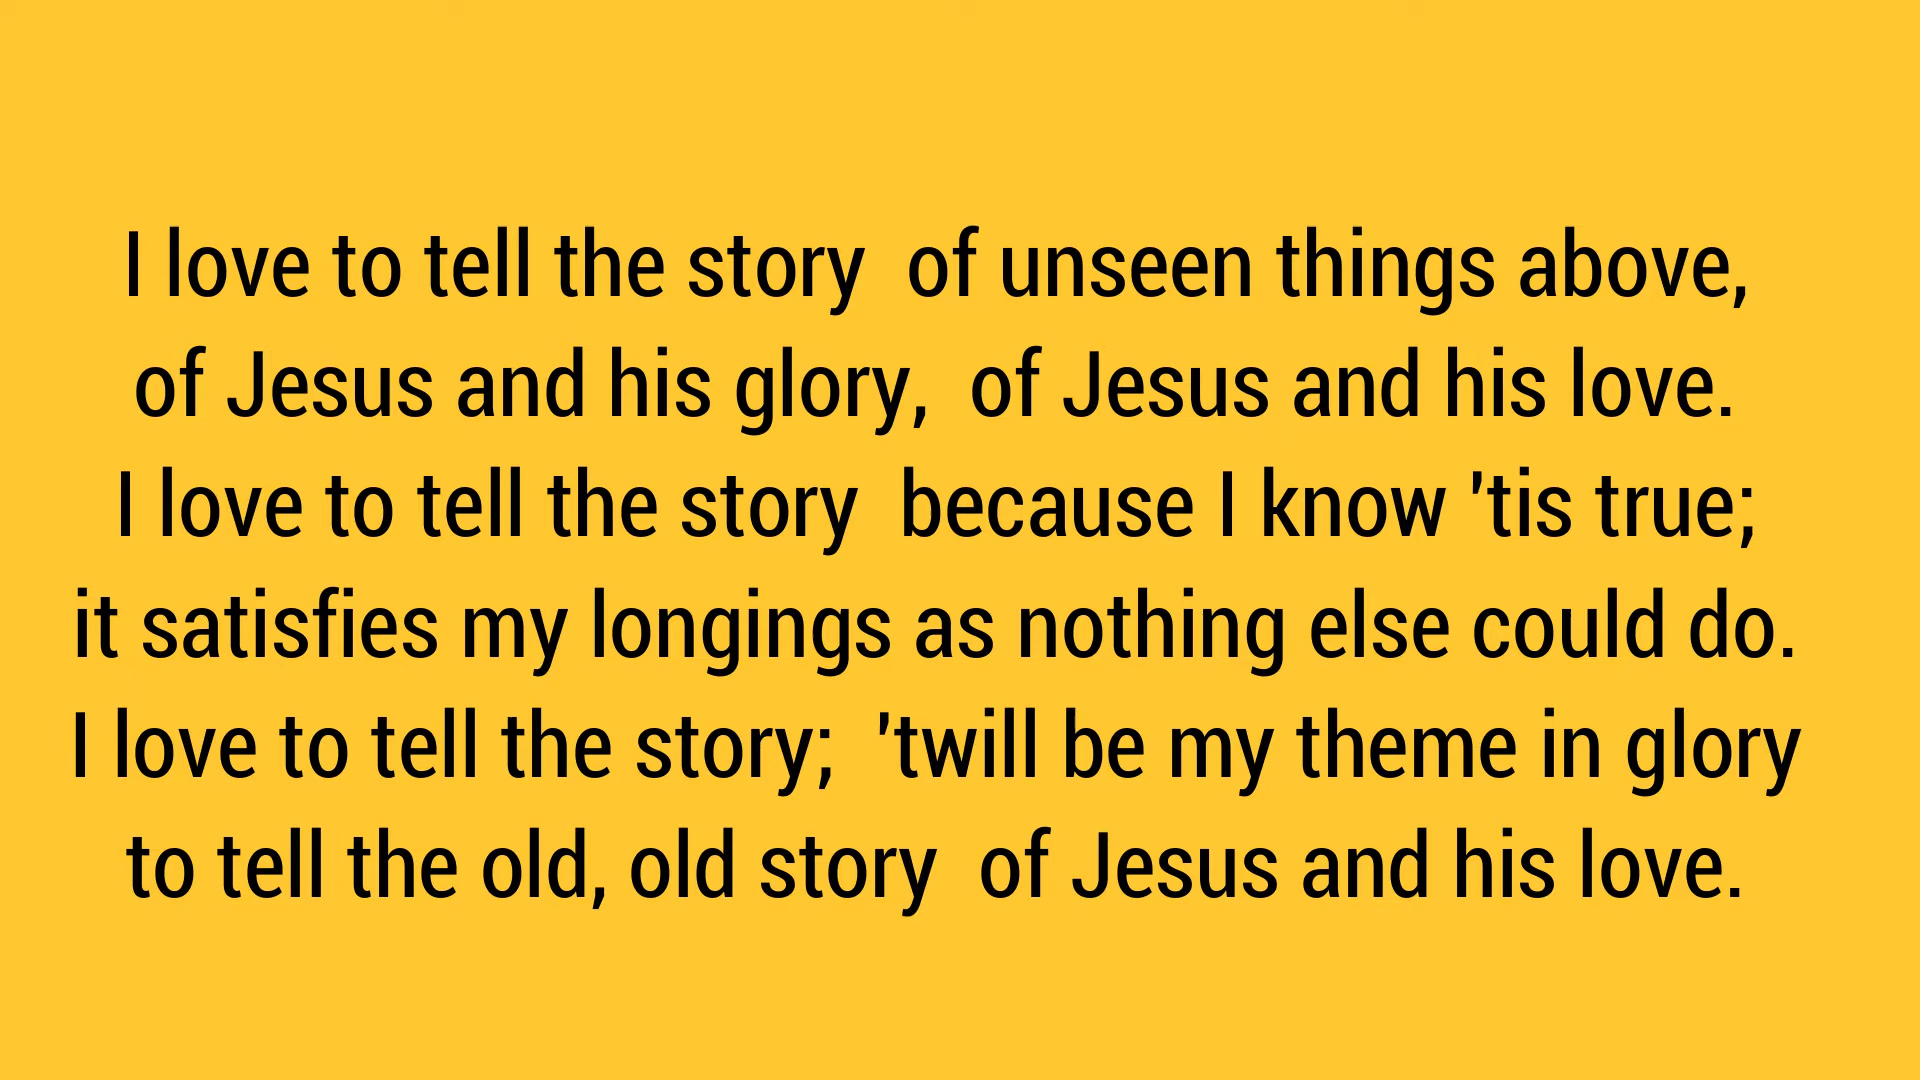 I love to tell the story  of unseen things above,
of Jesus and his glory,  of Jesus and his love.
I love to tell the story  because I know 'tis true;
it satisfies my longings as nothing else could do.
I love to tell the story;  'twill be my theme in glory
to tell the old, old story  of Jesus and his love.